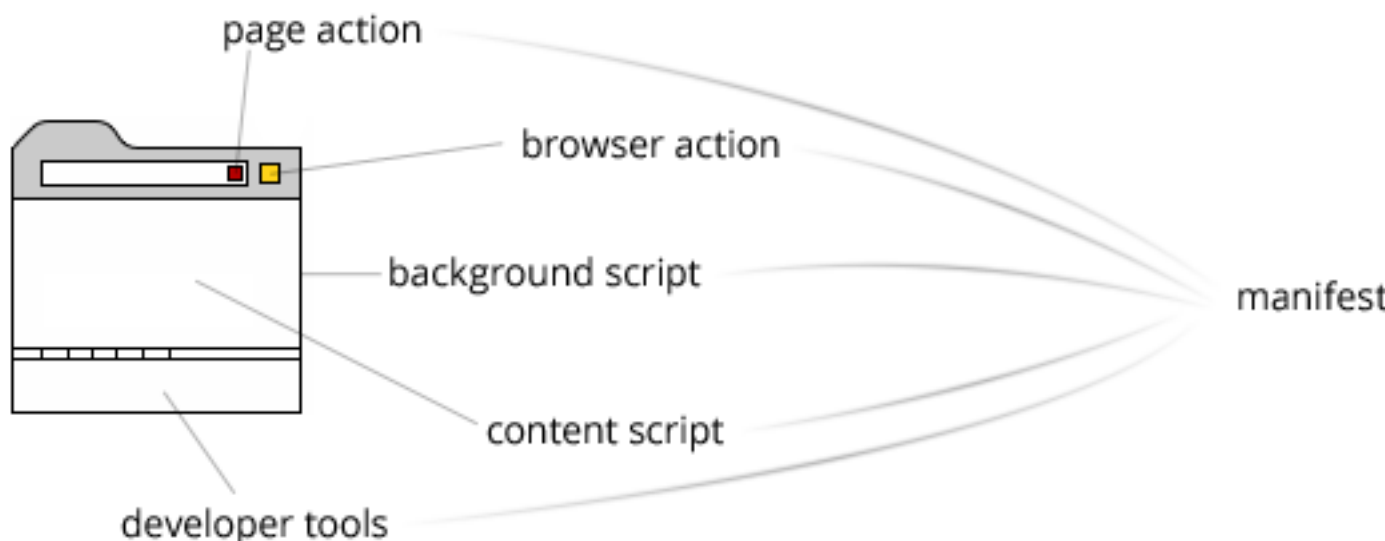 page action
browser action
background script
manifest
content script
developer tools